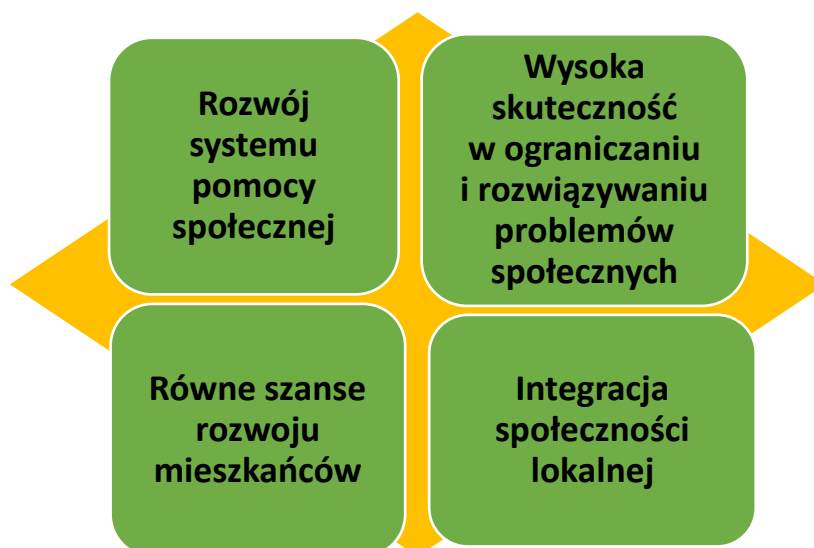 Rozwój
systemu
pomocy
społecznej
Wysoka
skuteczność
w ograniczaniu
i rozwiązywaniu
problemów
społecznych
Równe szanse
rozwoju
mieszkańców
Integracja
społeczności
lokalnej